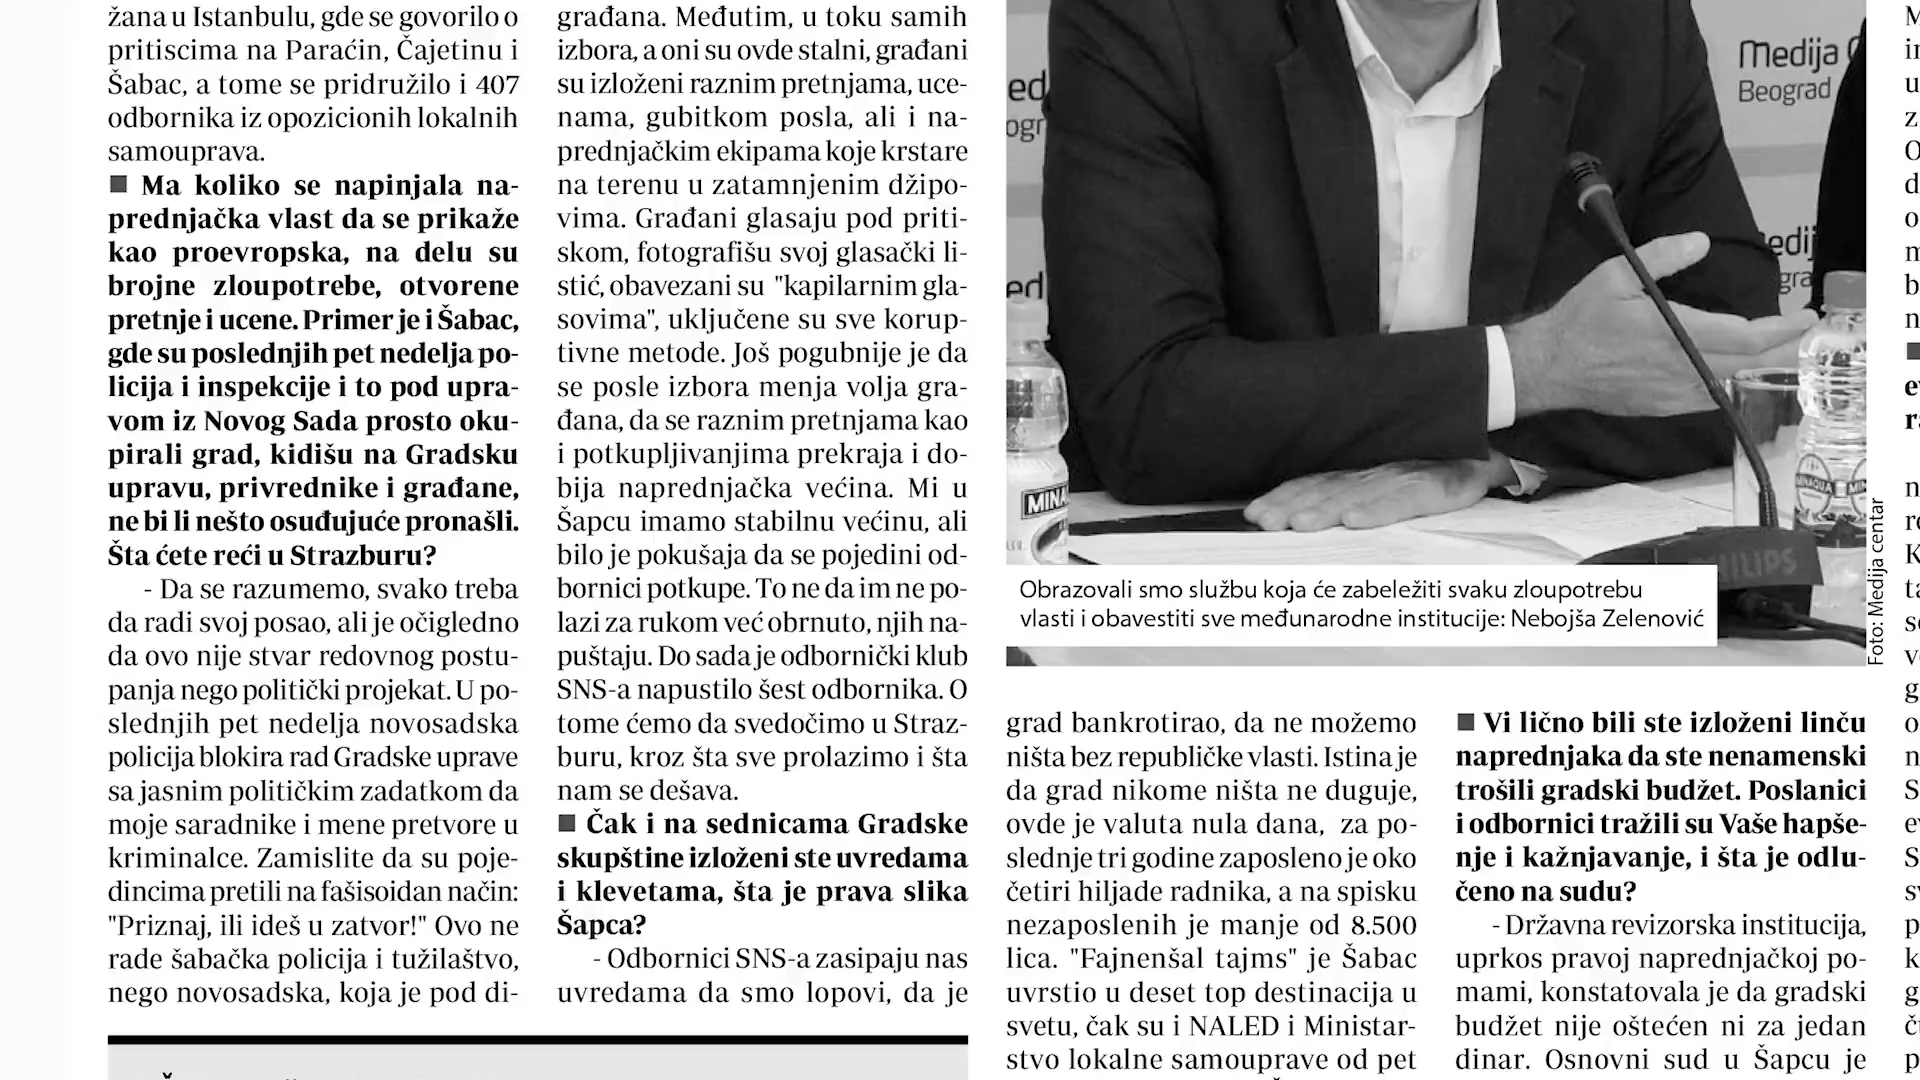 žana u Istanbulu, gde se govorilo o
pritiscima na Paraćin, Čajetinu i
Šabac, a tome se pridružilo i 407
odbornika iz opozicionih lokalnih
samouprava.
■ Ma koliko se napinjala na-
prednjačka vlast da se prikaže
kao proevropska, na delu su
brojne zloupotrebe, otvorene
pretnje i ucene. Primer je i Šabac,
gde su poslednjih pet nedelja po-
licija i inspekcije i to pod upra-
vom iz Novog Sada prosto oku-
pirali grad, kidišu na Gradsku
upravu, privrednike i građane,
ne bi li nešto osuđujuće pronašli.
Šta ćete reći u Strazburu?
- Da se razumemo, svako treba
da radi svoj posao, ali je očigledno
da ovo nije stvar redovnog postu-
panja nego politički projekat. U po-
slednjih pet nedelja novosadska
policija blokira rad Gradske uprave
sa jasnim političkim zadatkom da
moje saradnike i mene pretvore u
kriminalce. Zamislite da su poje-
dincima pretili na fašisoidan način:
"Priznaj, ili ideš u zatvor!" Ovo ne
rade šabačka policija i tužilaštvo,
nego novosadska, koja je pod di-
građana. Međutim, u toku samih
izbora, a oni su ovde stalni, građani
su izloženi raznim pretnjama, uce-
nama, gubitkom posla, ali i na-
prednjačkim ekipama koje krstare
na terenu u zatamnjenim džipo-
vima. Građani glasaju pod priti-
skom, fotografišu svoj glasački li-
stić, obavezani su "kapilarnim gla-
sovima", uključene su sve korup-
tivne metode. Još pogubnije je da
se posle izbora menja volja gra-
đana, da se raznim pretnjama kao
i potkupljivanjima prekraja i do-
bija naprednjačka većina. Mi u
Šapcu imamo stabilnu većinu, ali
bilo je pokušaja da se pojedini od-
bornici potkupe. To ne da im ne po-
lazi za rukom već obrnuto, njih na-
puštaju. Do sada je odbornički klub
SNS-a napustilo šest odbornika. O
tome ćemo da svedočimo u Straz-
buru, kroz šta sve prolazimo i šta
nam se dešava.
■ Čak i na sednicama Gradske
skupštine izloženi ste uvredama
i klevetama, šta je prava slika
Šapca?
- Odbornici SNS-a zasipaju nas
uvredama da smo lopovi, da je
Medija
Beograd
MINAQUA
PHILIPS
Obrazovali smo službu koja će zabeležiti svaku zloupotrebu
vlasti i obavestiti sve međunarodne institucije: Nebojša Zelenović
Foto: Medija centar
grad bankrotirao, da ne možemo
ništa bez republičke vlasti. Istina je
da grad nikome ništa ne duguje,
ovde je valuta nula dana, za po-
slednje tri godine zaposleno je oko
četiri hiljade radnika, a na spisku
nezaposlenih je manje od 8.500
lica. "Fajnenšal tajms" je Šabac
uvrstio u deset top destinacija u
svetu, čak su i NALED i Ministar-
stvo lokalne samouprave od pet
■ Vi lično bili ste izloženi linču
naprednjaka da ste nenamenski
trošili gradski budžet. Poslanici
i odbornici tražili su Vaše hapše-
nje i kažnjavanje, i šta je odlu-
čeno na sudu?
- Državna revizorska institucija,
uprkos pravoj naprednjačkoj po-
mami, konstatovala je da gradski
budžet nije oštećen ni za jedan
dinar. Osnovni sud u Šapcu je